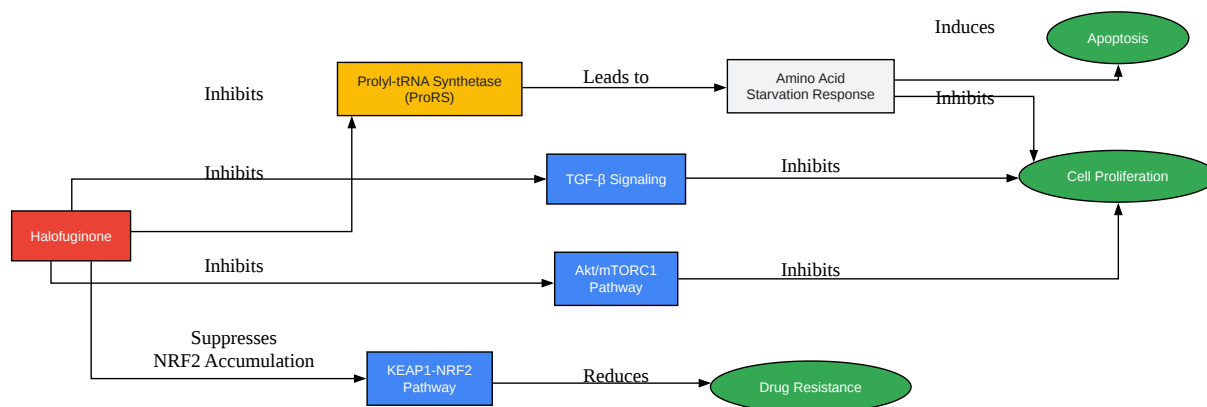 Induces
Apoptosis
Inhibits
Prolyl-tRNA Synthetase
(ProRS)
Leads to
Amino Acid
Starvation Response
Inhibits
Inhibits
TGF-β Signaling
Inhibits
Cell Proliferation
Halofuginone
Inhibits
Akt/mTORC1
Pathway
Inhibits
Suppresses
NRF2 Accumulation
KEAP1-NRF2
Pathway
Reduces
Drug Resistance